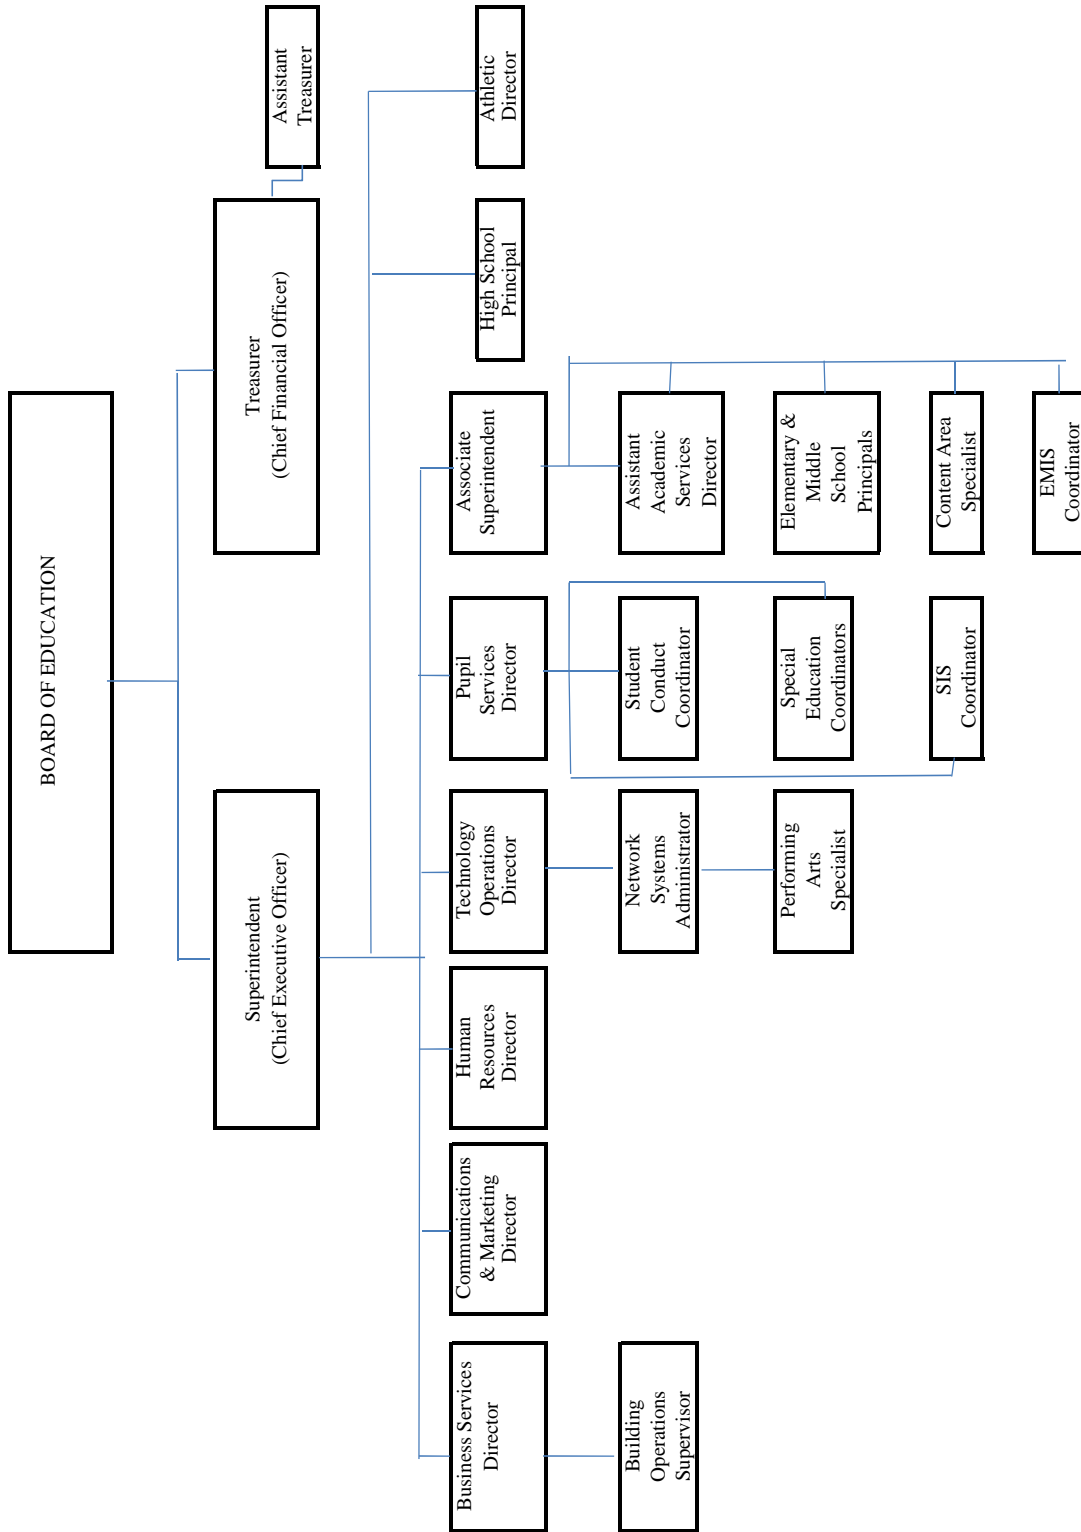 BOARD OF EDUCATION
Superintendent
(Chief Executive Officer)
Treasurer
(Chief Financial Officer)
Assistant
Treasurer
Business Services
Director
Communications
& Marketing
Director
Human
Resources
Director
Technology
Operations
Director
Pupil
Services
Director
Associate
Superintendent
High School
Principal
Athletic
Director
Building
Operations
Supervisor
Network
Systems
Administrator
Student
Conduct
Coordinator
Assistant
Academic
Services
Director
Performing
Arts
Specialist
Special
Education
Coordinators
Elementary &
Middle
School
Principals
SIS
Coordinator
Content Area
Specialist
EMIS
Coordinator